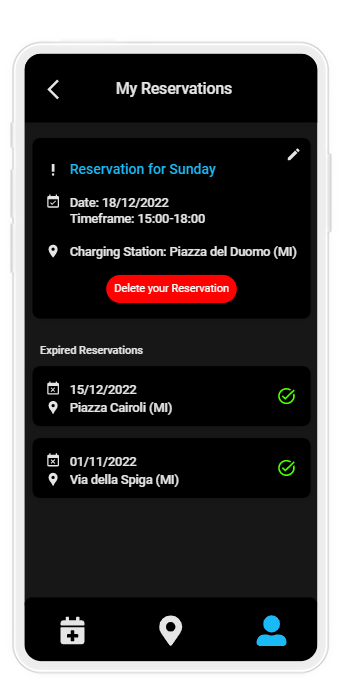 My Reservations
Reservation for Sunday
Date: 18/12/2022
Timeframe: 15:00-18:00
Charging Station: Piazza del Duomo (MI)
Delete your Reservation
Expired Reservations
15/12/2022
Piazza Cairoli (MI)
01/11/2022
Via della Spiga (MI)